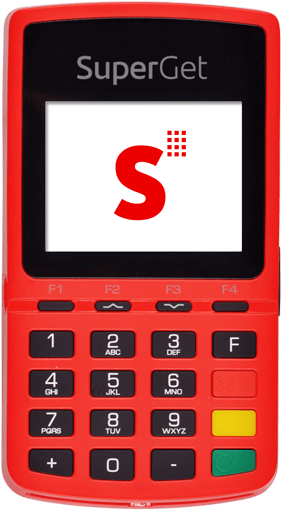 SuperGet
S
F1 F2 F3 F4
1 2 ABC 3 DEF F
4 GHI 5 JKL 6 MNO
7 PQRS 8 TUV 9 WXYZ
+ 0 -